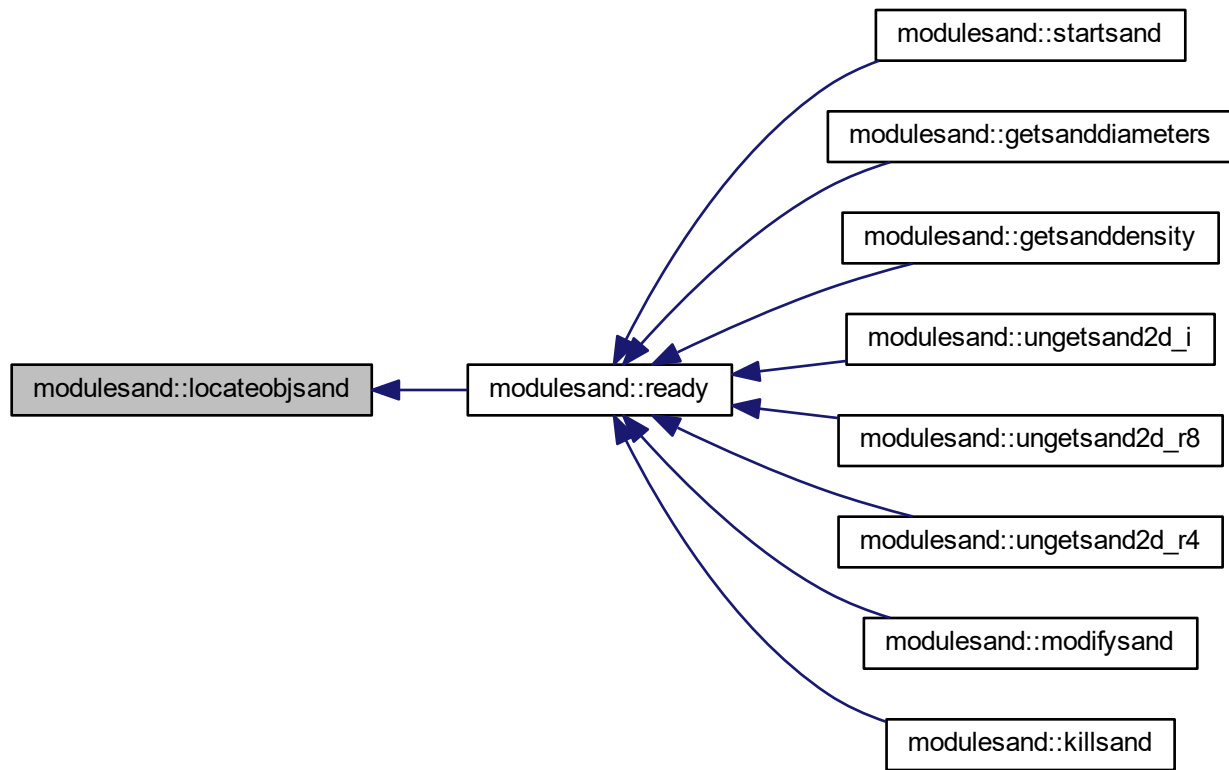 modulesand::startsand
modulesand::getsanddiameters
modulesand::getsanddensity
modulesand::ungetsand2d_i
modulesand::locateobjsand
modulesand::ready
modulesand::ungetsand2d_r8
modulesand::ungetsand2d_r4
modulesand::modifysand
modulesand::killsand